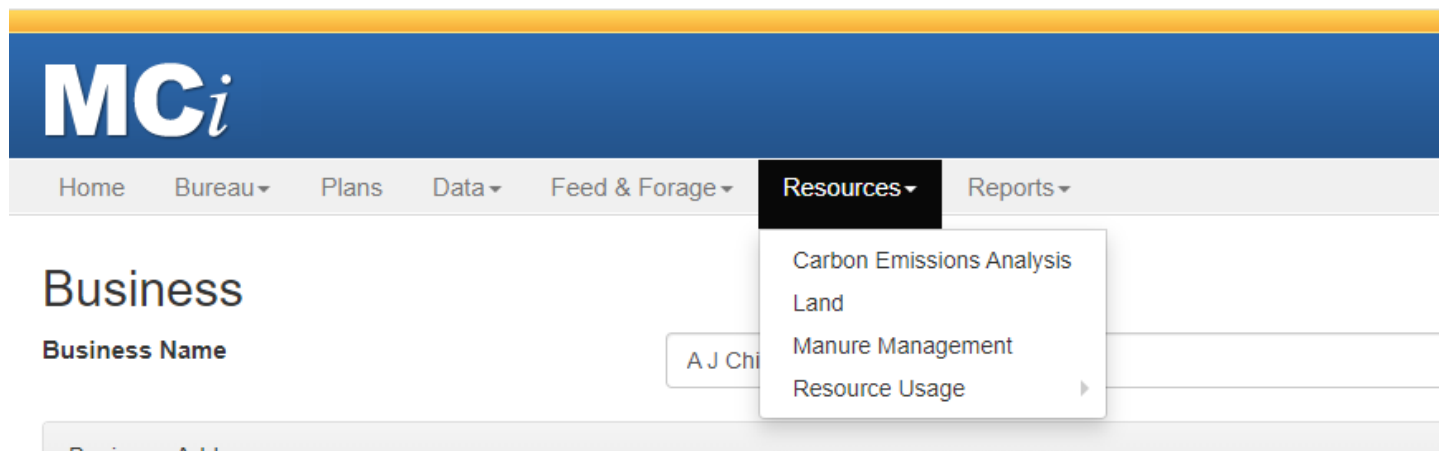 MCi
Home Bureau Plans Data Feed & Forage Resources Reports
Carbon Emissions Analysis
Business
Land
Business Name
Manure Management
A J Chi
Resource Usage